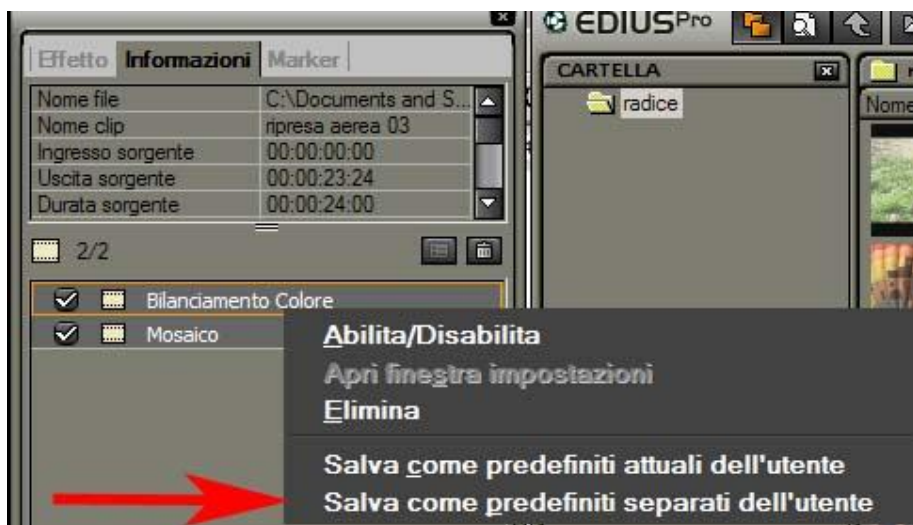 EDIUS Pro
Effetto Informazioni Marker
CARTELLA
Nome file C:\Documents and S...
radice
Nome
Nome clip ripresa aerea 03
Ingresso sorgente 00:00:00:00
Uscita sorgente 00:00:23:24
Durata sorgente 00:00:24:00
2/2
Bilanciamento Colore
Mosaico
Abilita/Disabilita
Apri finestra impostazioni
Elimina
Salva come predefiniti attuali dell'utente
Salva come predefiniti separati dell'utente